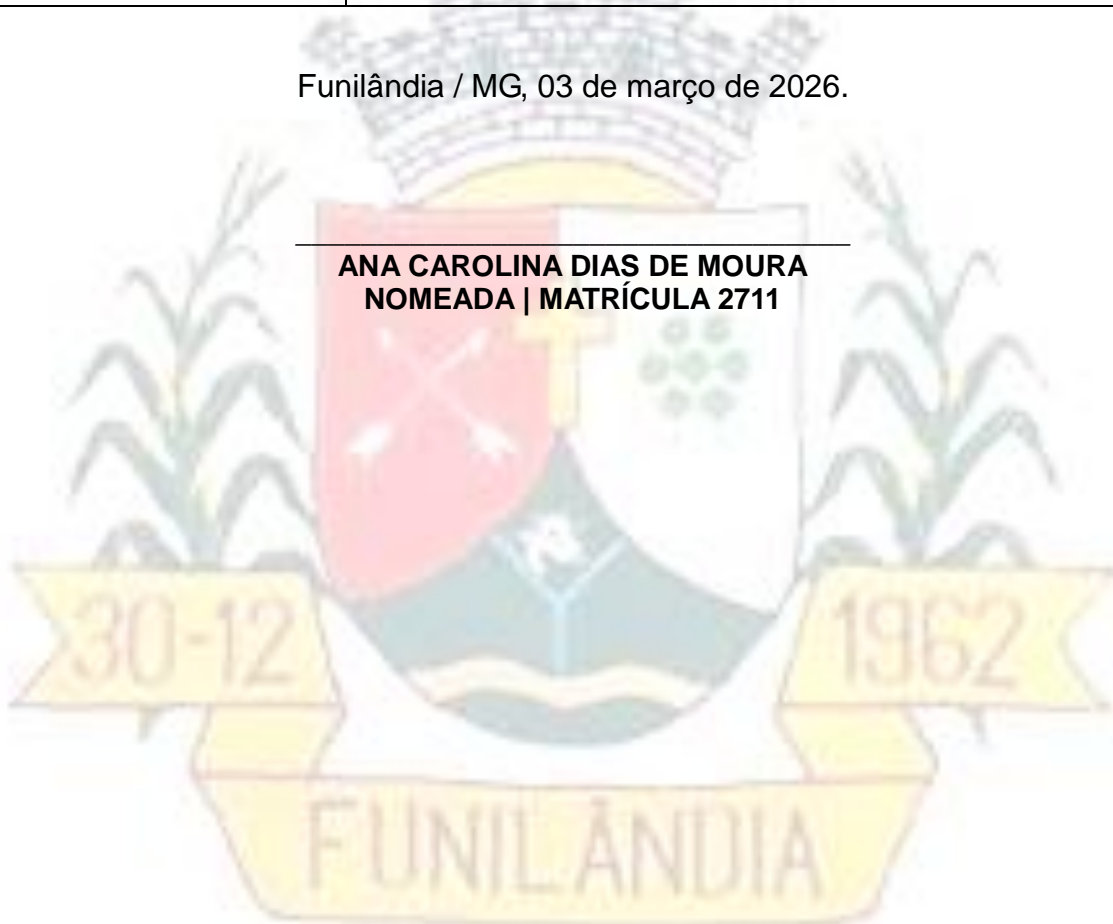 Funilândia / MG, 03 de março de 2026.
ANA CAROLINA DIAS DE MOURA
NOMEADA | MATRÍCULA 2711
30-12
1962
FUNILÂNDIA